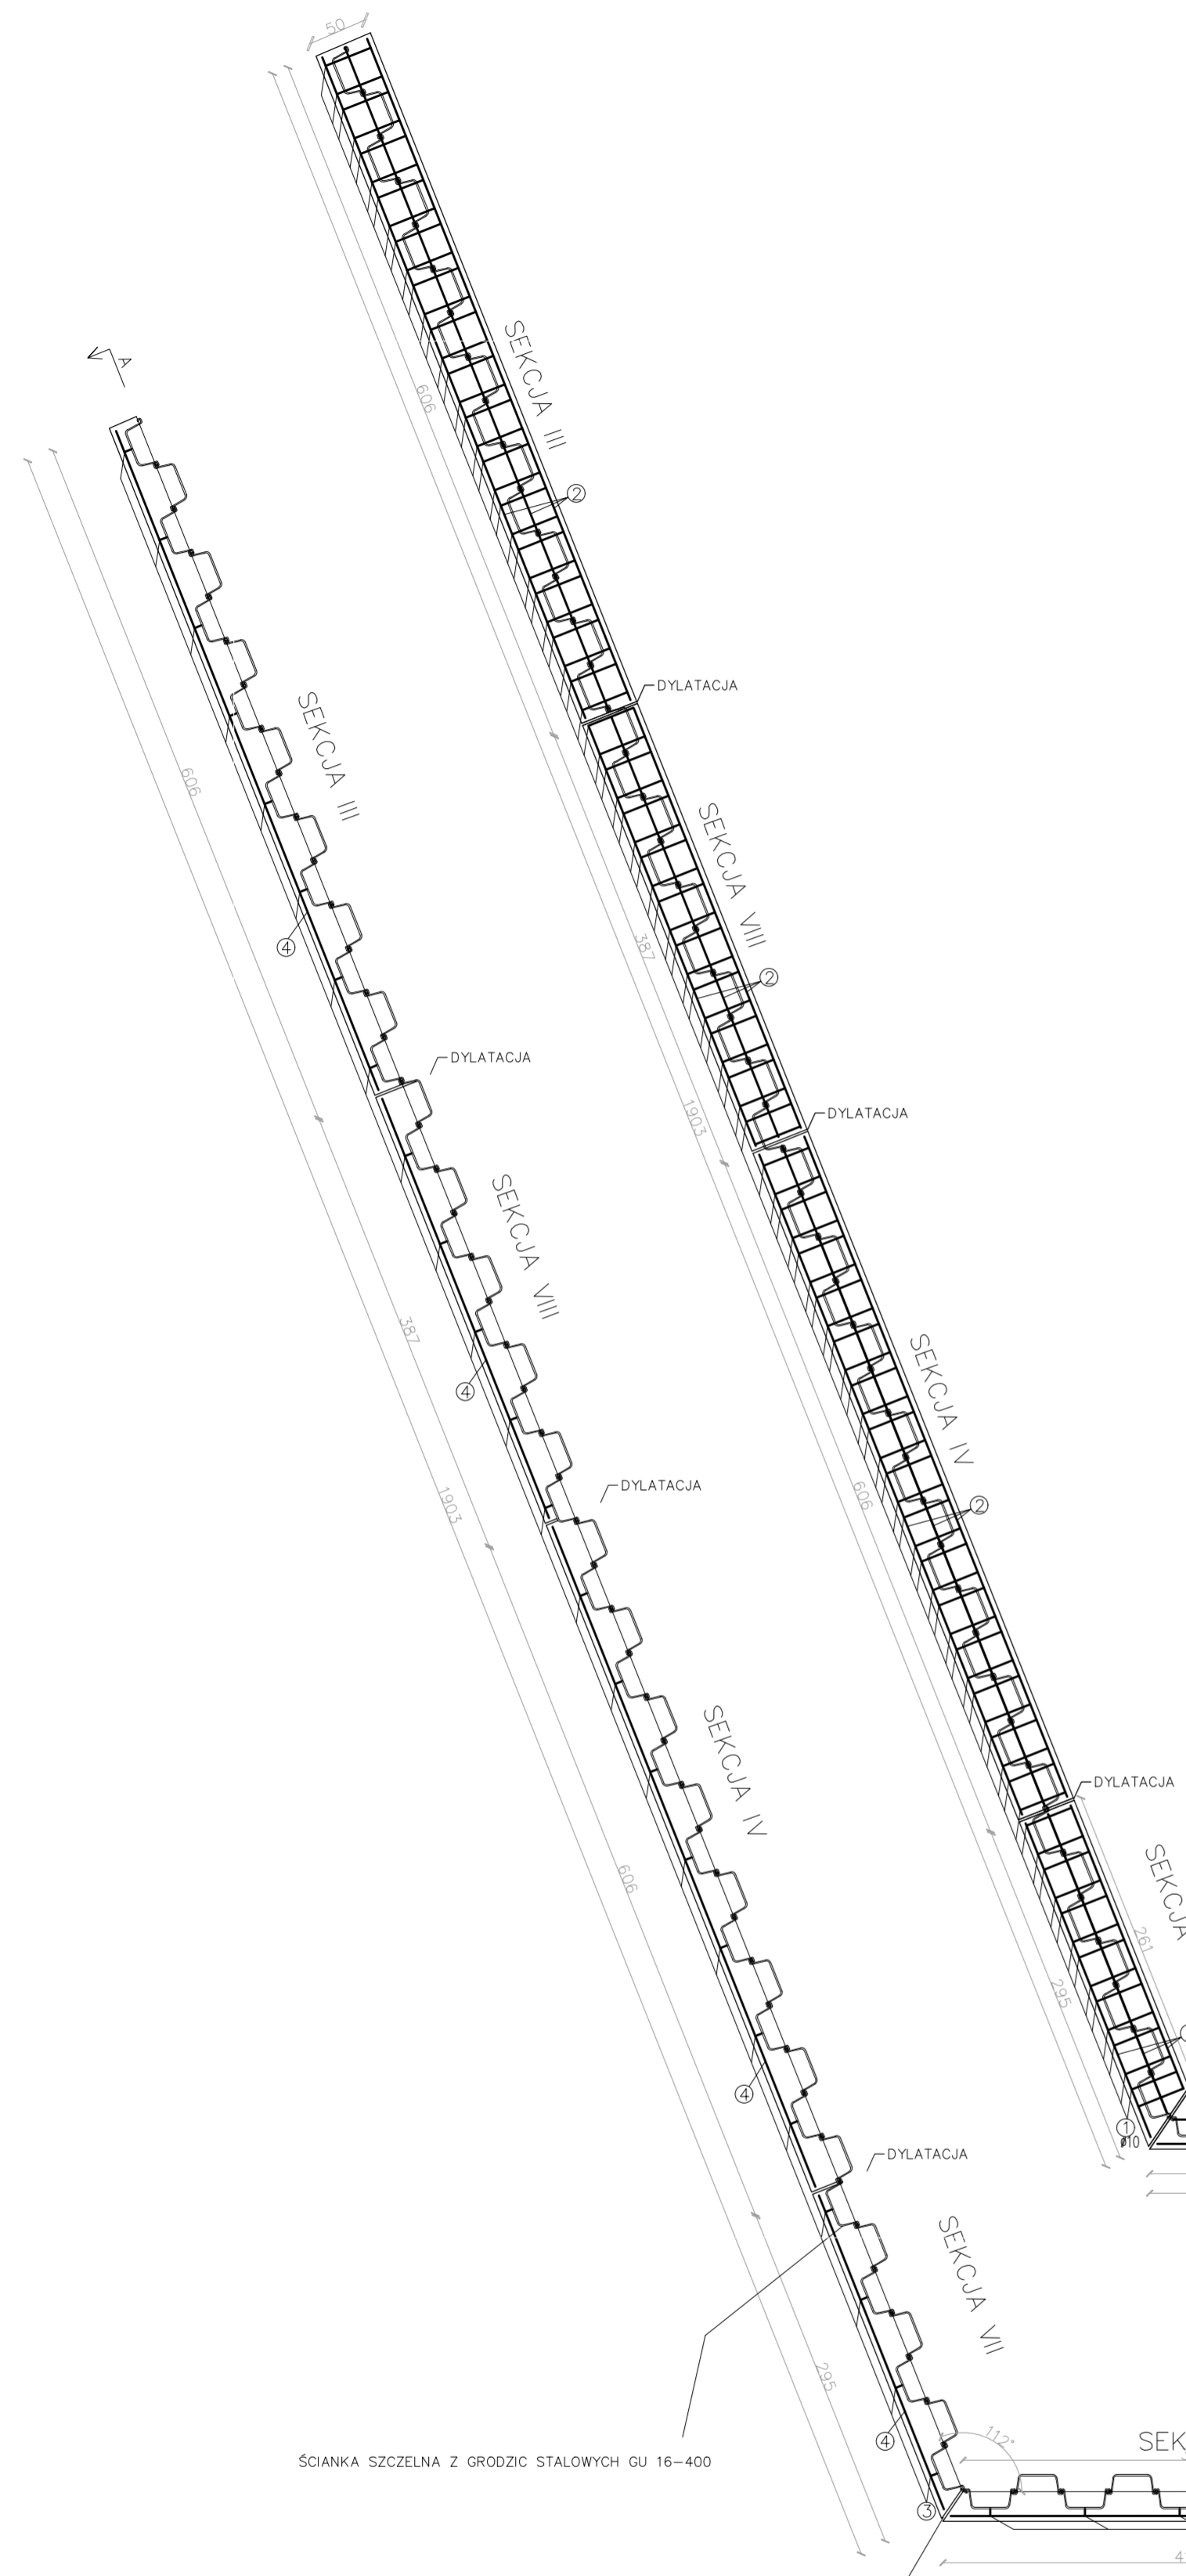 50
SEKCJA III
606
A
②
DYLATACJA
SEKCJA III
606
SEKCJA VIII
④
387
②
DYLATACJA
1903
DYLATACJA
SEKCJA VIII
387
④
SEKCJA IV
DYLATACJA
1903
606
②
SEKCJA IV
DYLATACJA
606
SEKCJA
261
295
④
①
ø10
DYLATACJA
SEKCJA VII
295
④
112°
SEK
ŚCIANKA SZCZELNA Z GRODZIC STALOWYCH GU 16-400
③